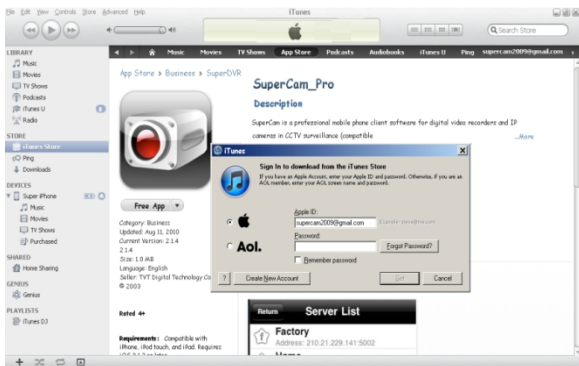 File Edit View Controls Store Advanced Help
iTunes
Search Store
LIBRARY
Music
Movies
TV Shows
Podcasts
iTunes U
Radio
STORE
iTunes Store
Ping
Downloads
DEVICES
Super iPhone
Music
Movies
TV Shows
Purchased
SHARED
Home Sharing
GENIUS
Genius
PLAYLISTS
iTunes DJ
Music Movies TV Shows App Store Podcasts Audiobooks iTunes U Ping supercam2009@gmail.com
App Store > Business > SuperDVR
SuperCam_Pro
Description
SuperCam is a professional mobile phone client software for digital video recorders and IP
cameras in CCTV surveillance (compatible
...More
Free App
Category: Business
Updated: Aug 11, 2010
Current Version: 2.1.4
2.1.4
Size: 1.0 MB
Language: English
Seller: TVT Digital Technology Co
© 2003
Rated 4+
Requirements: Compatible with
iPhone, iPod touch, and iPad. Requires
iTunes
Sign In to download from the iTunes Store
If you have an Apple Account, enter your Apple ID and password. Otherwise, if you are an
AOL member, enter your AOL screen name and password.
Apple ID:
supercam2009@gmail.com
Password:
Forgot Password?
Aol.
Remember password
?
Create New Account
Get
Cancel
Return
Server List
Factory
Address: 210.21.229.141:5002